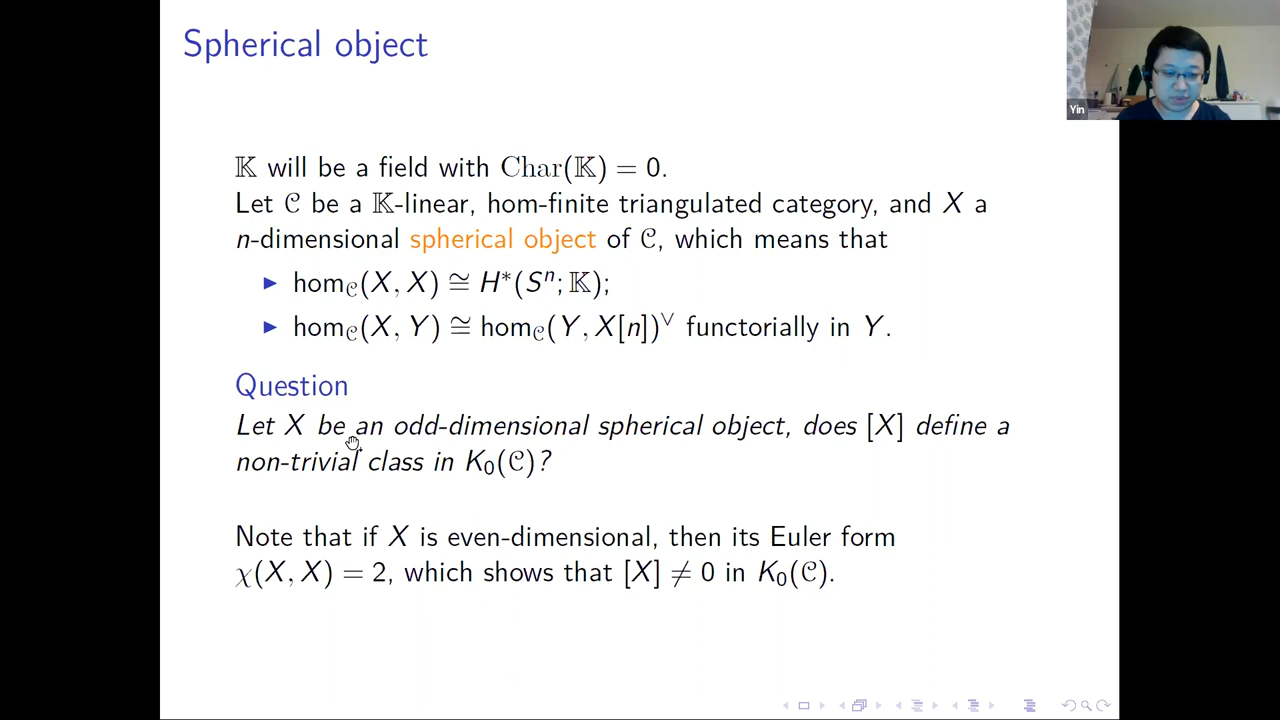 Spherical object
Yin
𝕂 will be a field with Char(𝕂) = 0.
Let 𝒞 be a 𝕂-linear, hom-finite triangulated category, and X a
n-dimensional spherical object of 𝒞, which means that
▶ hom𝒞(X, X) ≅ H*(Sⁿ; 𝕂);
▶ hom𝒞(X, Y) ≅ hom𝒞(Y, X[n])^∨ functorially in Y.
Question
Let X be an odd-dimensional spherical object, does [X] define a
non-trivial class in K₀(𝒞)?
Note that if X is even-dimensional, then its Euler form
χ(X, X) = 2, which shows that [X] ≠ 0 in K₀(𝒞).